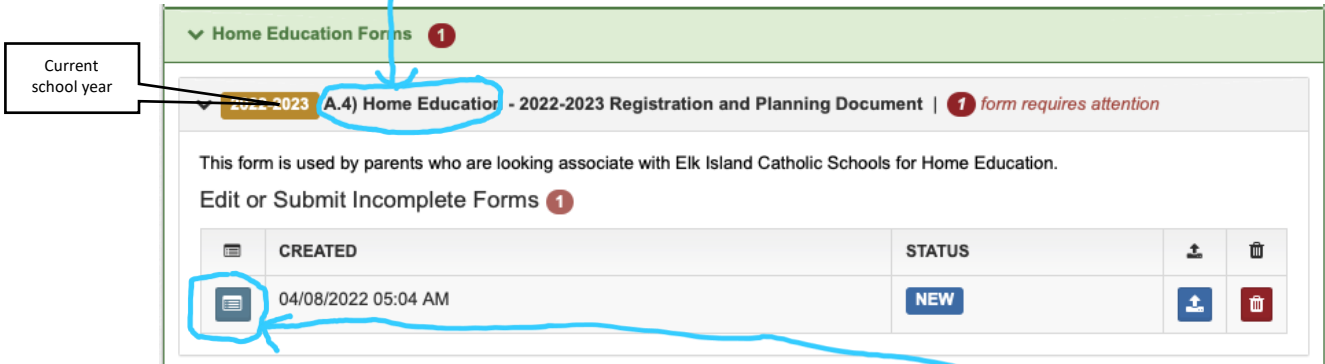 Home Education Forms 1
Current
school year
2022-2023 A.4) Home Education - 2022-2023 Registration and Planning Document | 1 form requires attention
This form is used by parents who are looking associate with Elk Island Catholic Schools for Home Education.
Edit or Submit Incomplete Forms 1
CREATED STATUS
04/08/2022 05:04 AM NEW